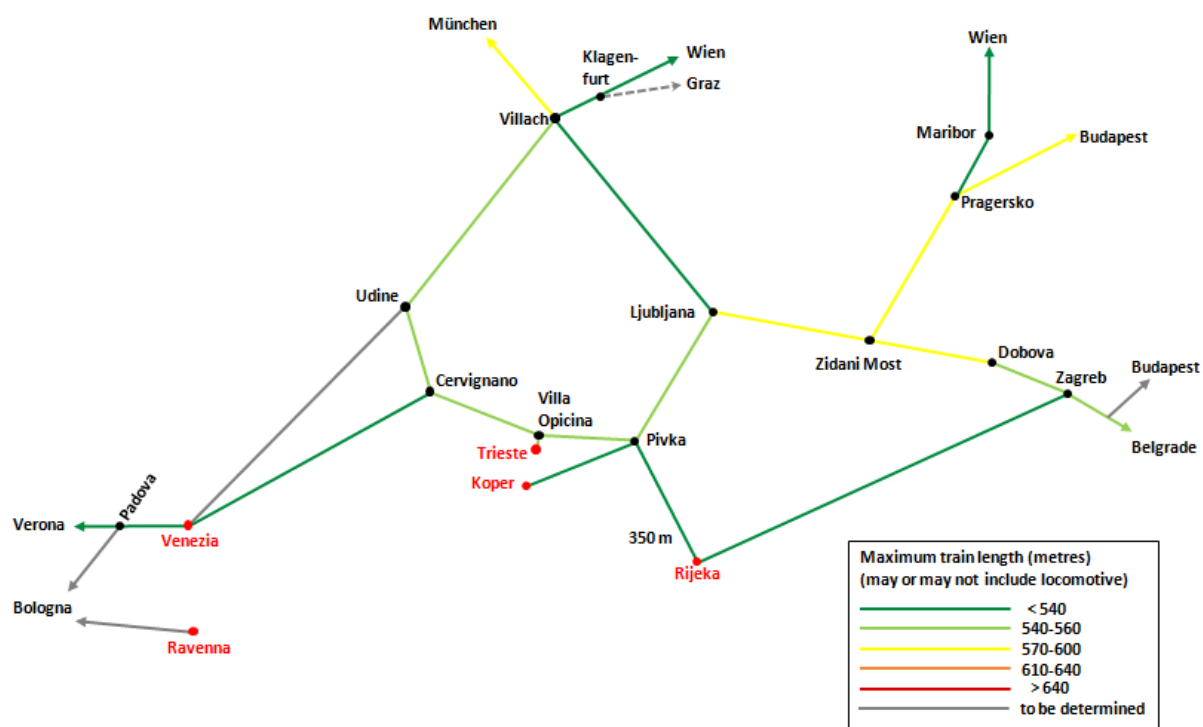 München
Klagen-
furt
Wien
Graz
Wien
Villach
Maribor
Budapest
Pragersko
Udine
Ljubljana
Zidani Most
Dobova
Zagreb
Budapest
Belgrade
Cervignano
Villa
Opicina
Trieste
Pivka
Koper
Padova
Verona
Venezia
350 m
Rijeka
Bologna
Ravenna
Maximum train length (metres)
(may or may not include locomotive)
< 540
540-560
570-600
610-640
> 640
to be determined